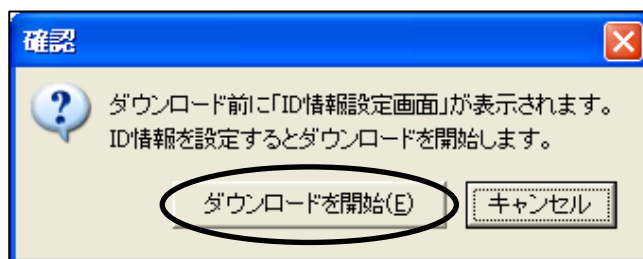 確認
ダウンロード前に「ID情報設定画面」が表示されます。
ID情報を設定するとダウンロードを開始します。
ダウンロードを開始(E)
キャンセル